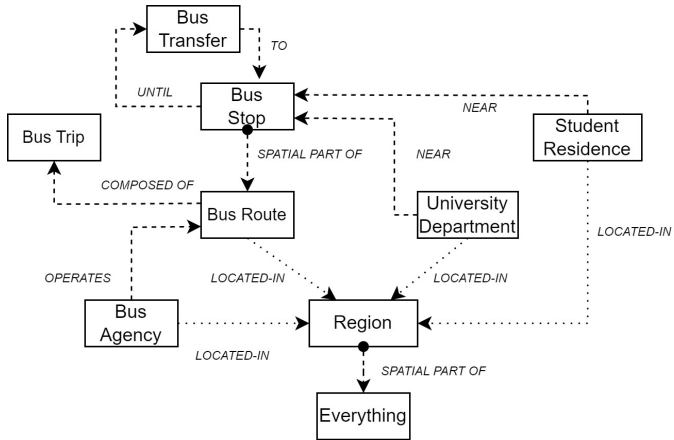 Bus
Transfer
TO
UNTIL
Bus
Stop
NEAR
Bus Trip
Student
Residence
SPATIAL PART OF
NEAR
COMPOSED OF
Bus Route
University
Department
LOCATED-IN
OPERATES
LOCATED-IN
LOCATED-IN
Bus
Agency
Region
LOCATED-IN
SPATIAL PART OF
Everything